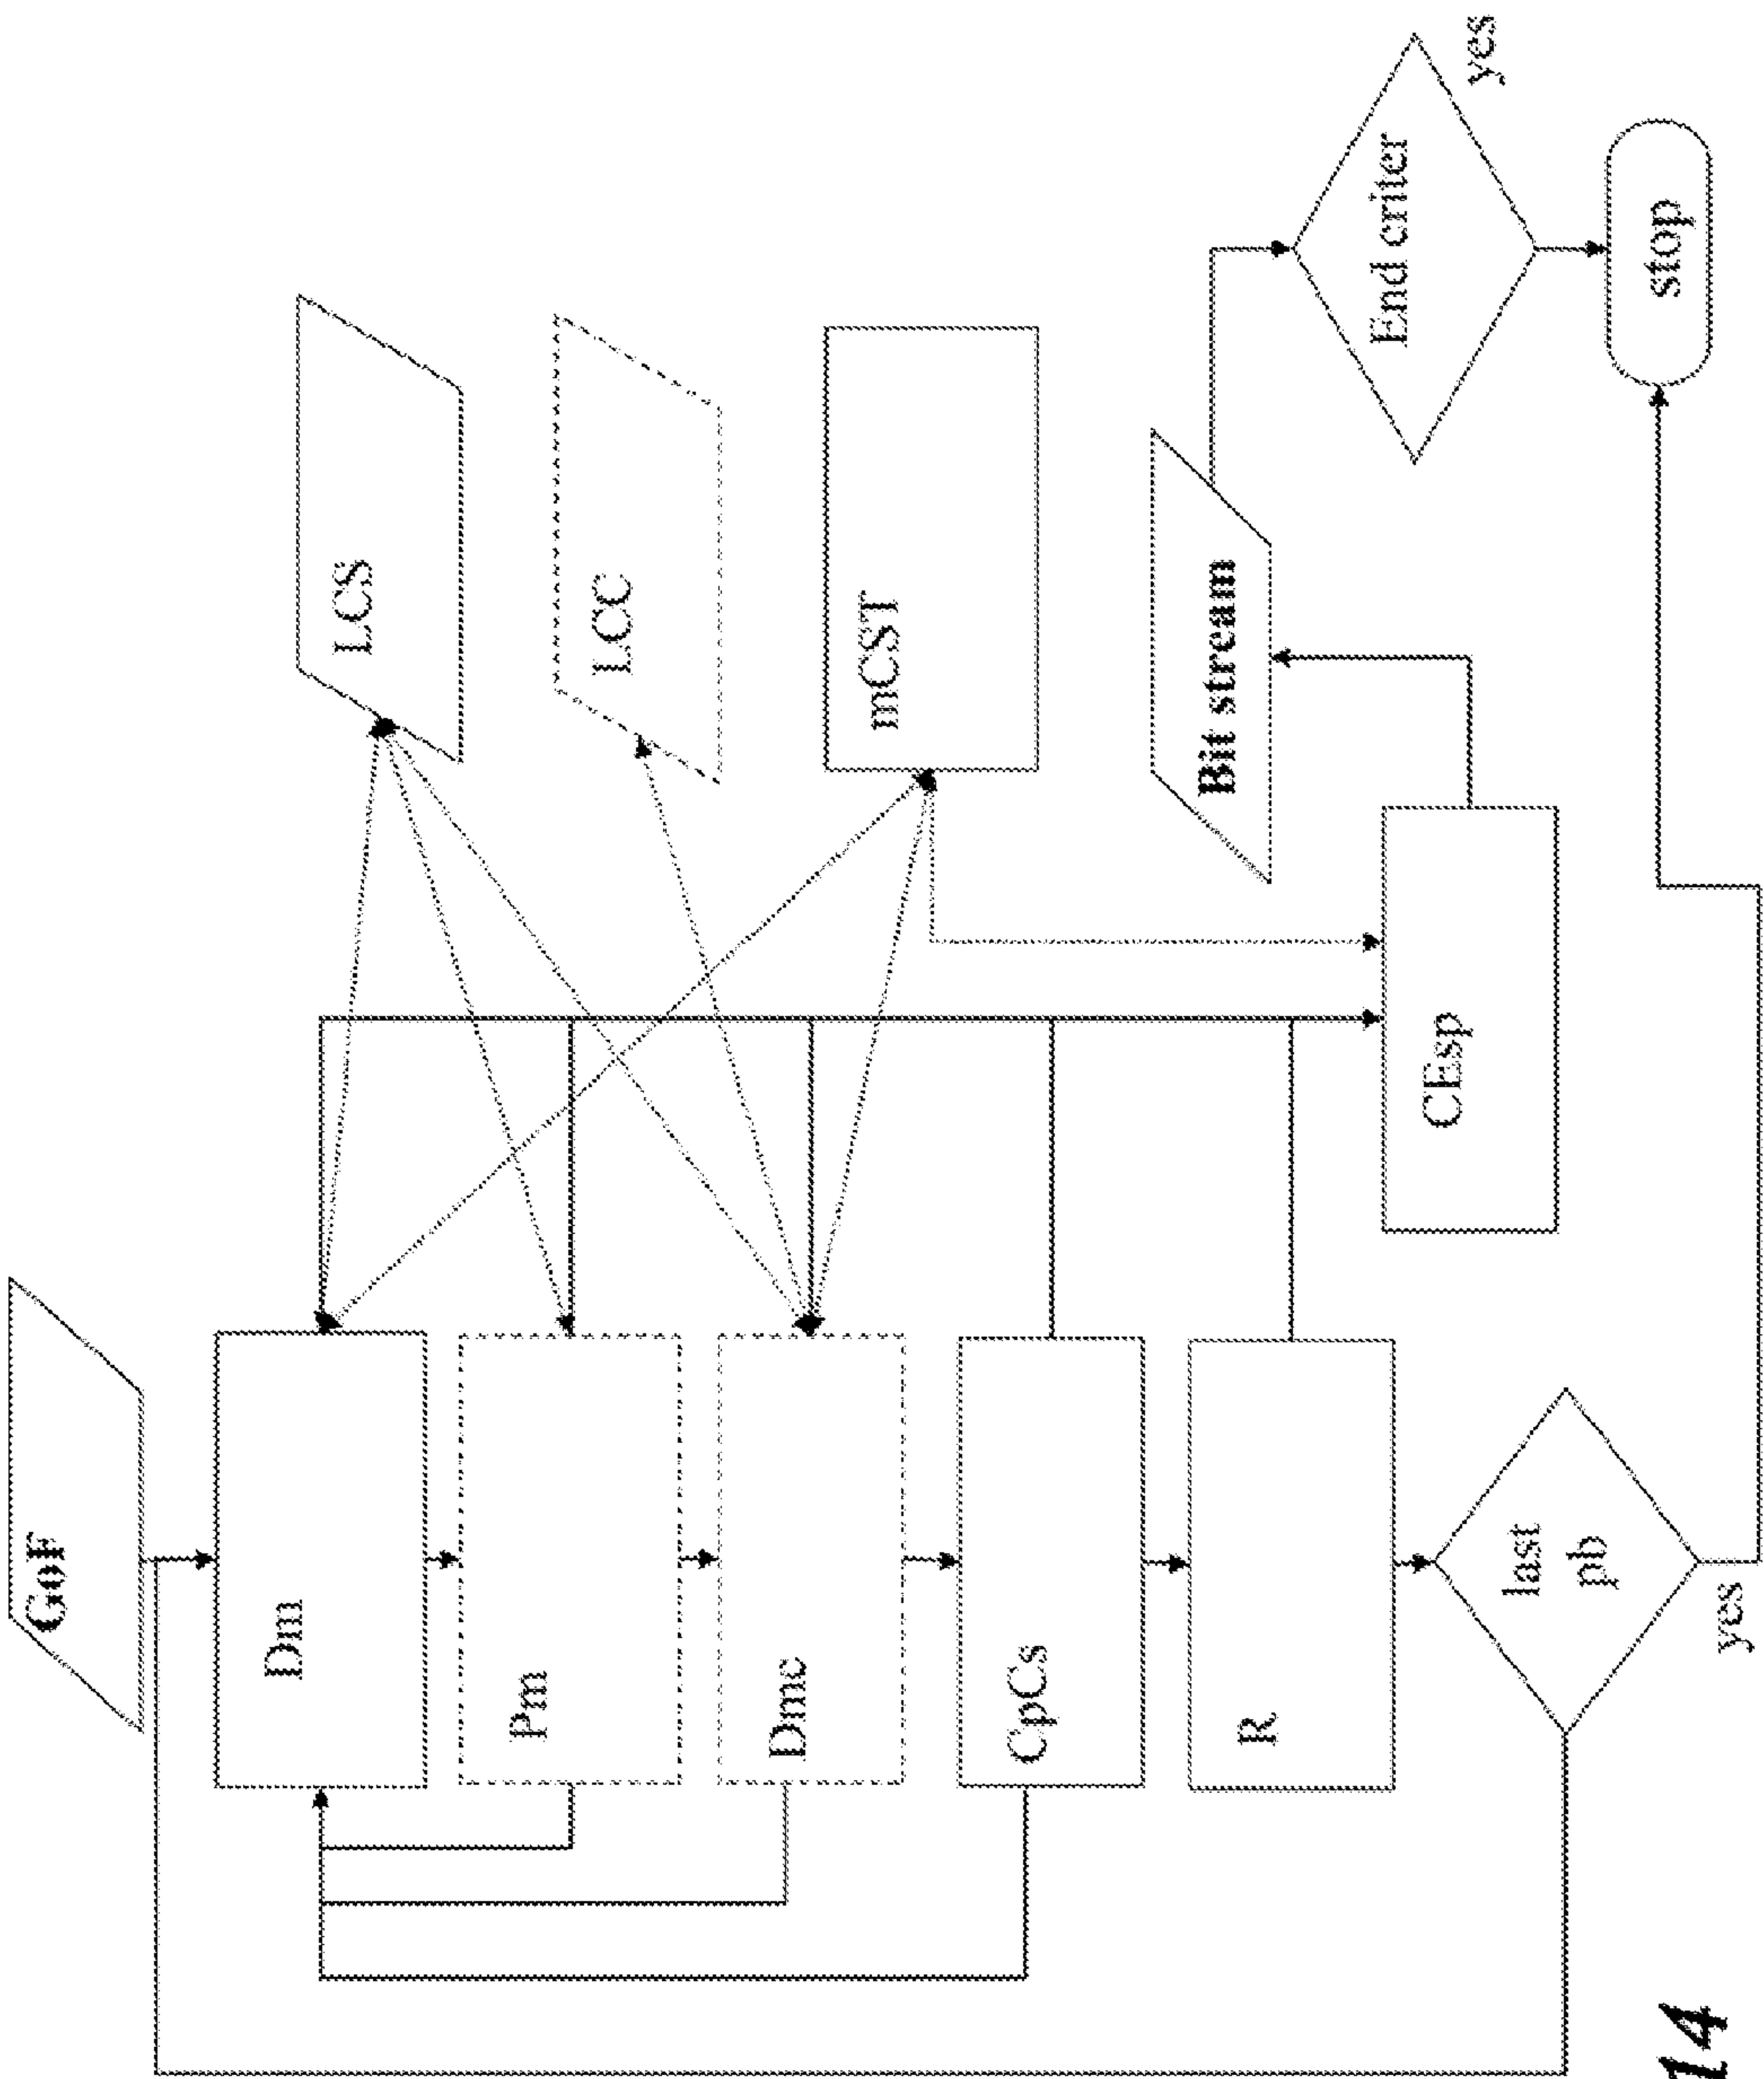 GoF
Dm
Pm
Dmc
CpCs
R
last
pb
yes
LCS
LCC
mCST
CEsp
Bit stream
End criter
yes
stop
14